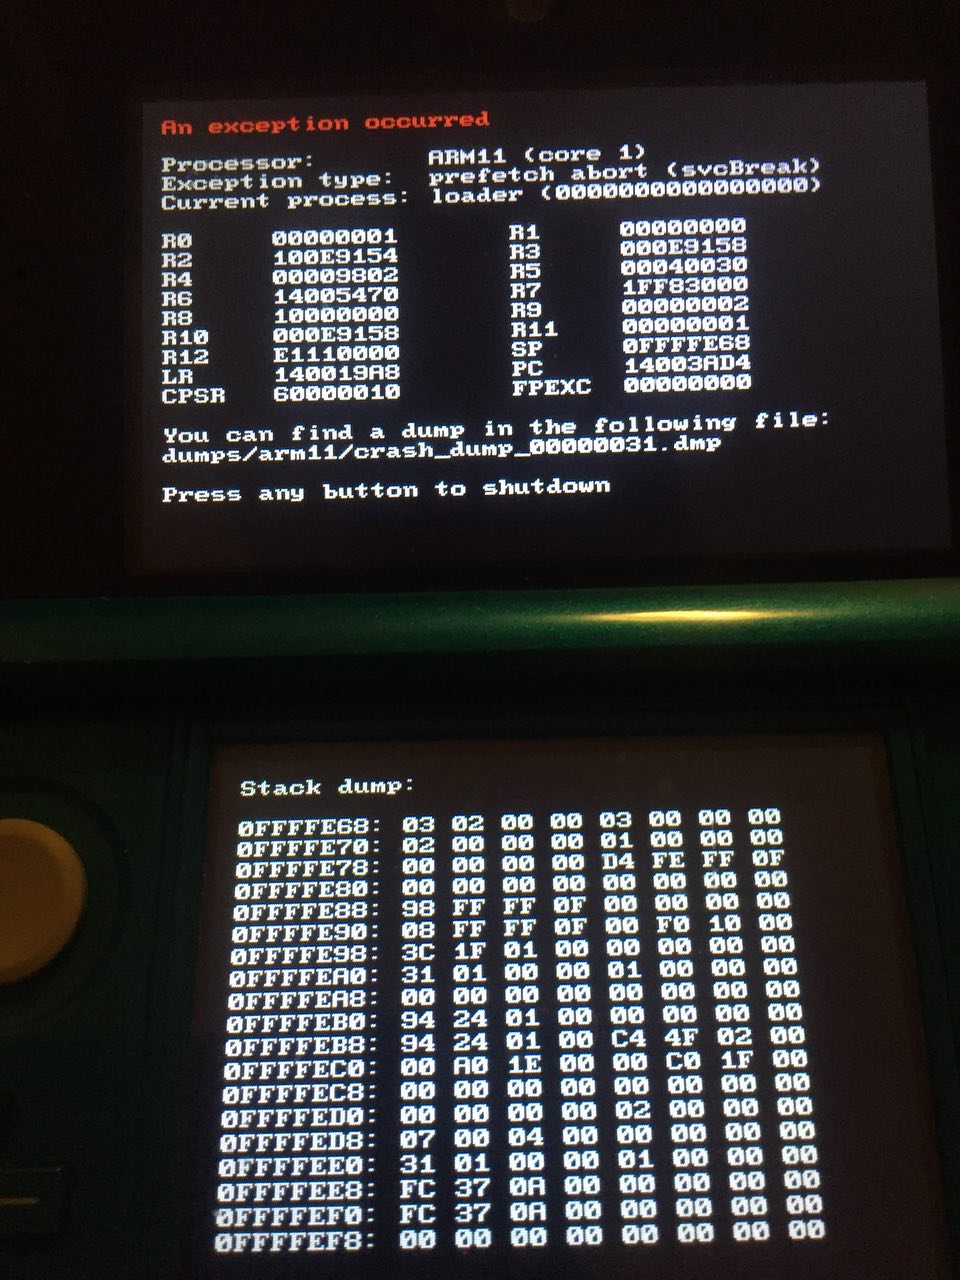 An exception occurred
Processor: ARM11 (core 1)
Exception type: prefetch abort (svcBreak)
Current process: loader (0000000000000000)
R0 00000001 R1 00000000
R2 100E9154 R3 000E9158
R4 00009802 R5 00040030
R6 14005470 R7 1FF83000
R8 10000000 R9 00000002
R10 000E9158 R11 00000001
R12 E1110000 SP 0FFFFE68
LR 140019A8 PC 14003AD4
CPSR 60000010 FPEXC 00000000
You can find a dump in the following file:
dumps/arm11/crash_dump_00000031.dmp
Press any button to shutdown
Stack dump:
0FFFFE68: 03 02 00 00 03 00 00 00
0FFFFE70: 02 00 00 00 01 00 00 00
0FFFFE78: 00 00 00 00 D4 FE FF 0F
0FFFFE80: 00 00 00 00 00 00 00 00
0FFFFE88: 98 FF FF 0F 00 00 00 00
0FFFFE90: 08 FF FF 0F 00 F0 10 00
0FFFFE98: 3C 1F 01 00 00 00 00 00
0FFFFEA0: 31 01 00 00 01 00 00 00
0FFFFEA8: 00 00 00 00 00 00 00 00
0FFFFEB0: 94 24 01 00 00 00 00 00
0FFFFEB8: 94 24 01 00 C4 4F 02 00
0FFFFEC0: 00 A0 1E 00 00 C0 1F 00
0FFFFEC8: 00 00 00 00 00 00 00 00
0FFFFED0: 00 00 00 00 02 00 00 00
0FFFFED8: 07 00 04 00 00 00 00 00
0FFFFEE0: 31 01 00 00 01 00 00 00
0FFFFEE8: FC 37 0A 00 00 00 00 00
0FFFFEF0: FC 37 0A 00 00 00 00 00
0FFFFEF8: 00 00 00 00 00 00 00 00